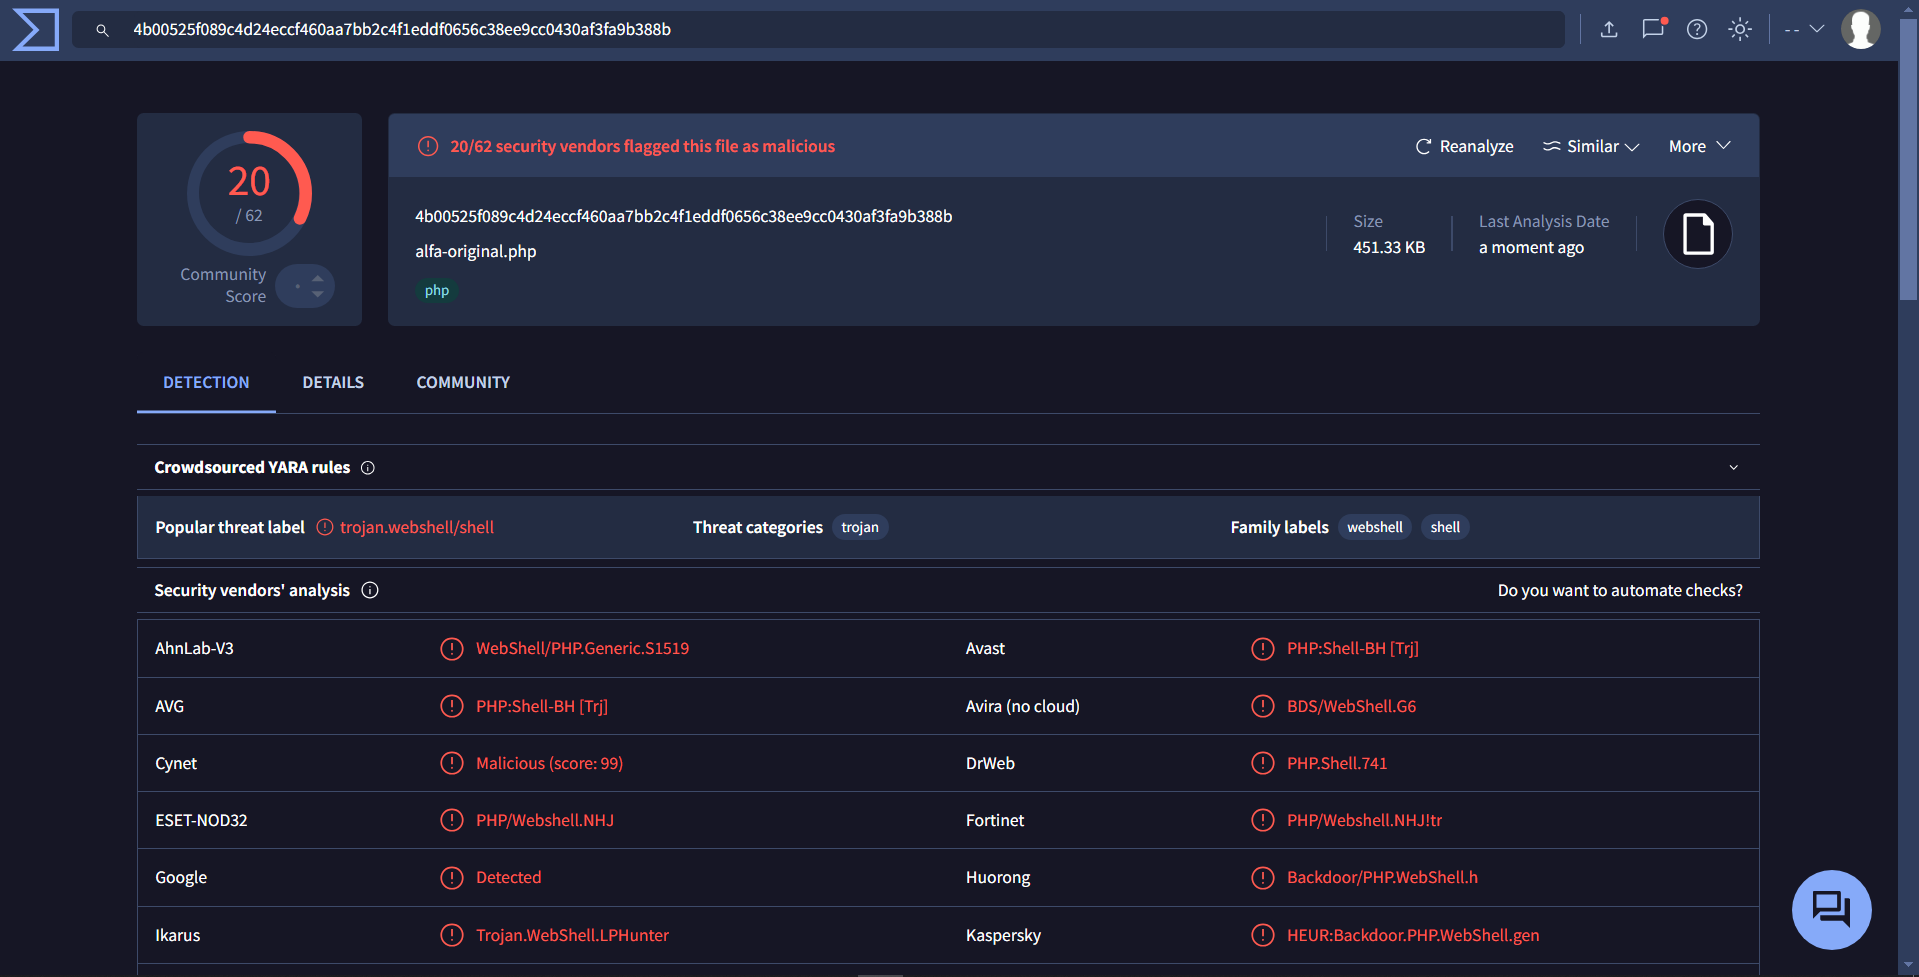 4b00525f089c4d24eccf460aa7bb2c4f1eddf0656c38ee9cc0430af3fa9b388b
--
20
/ 62
Community
Score
20/62 security vendors flagged this file as malicious
Reanalyze
Similar
More
4b00525f089c4d24eccf460aa7bb2c4f1eddf0656c38ee9cc0430af3fa9b388b
alfa-original.php
php
Size
451.33 KB
Last Analysis Date
a moment ago
DETECTION
DETAILS
COMMUNITY
Crowdsourced YARA rules
Popular threat label trojan.webshell/shell
Threat categories trojan
Family labels webshell shell
Security vendors' analysis
Do you want to automate checks?
AhnLab-V3 WebShell/PHP.Generic.S1519
Avast PHP:Shell-BH [Trj]
AVG PHP:Shell-BH [Trj]
Avira (no cloud) BDS/WebShell.G6
Cynet Malicious (score: 99)
DrWeb PHP.Shell.741
ESET-NOD32 PHP/Webshell.NHJ
Fortinet PHP/Webshell.NHJ!tr
Google Detected
Huorong Backdoor/PHP.WebShell.h
Ikarus Trojan.WebShell.LPHunter
Kaspersky HEUR:Backdoor.PHP.WebShell.gen